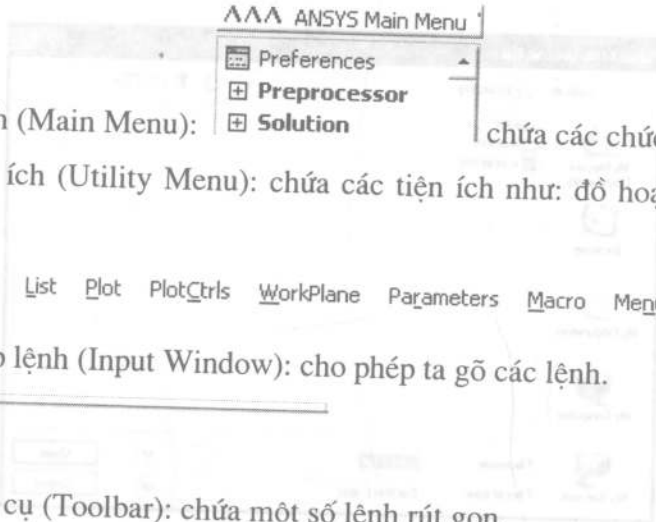 ΛΛΛ ANSYS Main Menu
Preferences
Preprocessor
Solution
(Main Menu): chứa các
ích (Utility Menu): chứa các tiện ích như: đồ
List Plot PlotCtrls WorkPlane Parameters Macro
lệnh (Input Window): cho phép ta gõ các lệnh.
cụ (Toolbar): chứa một số lệnh rút gọn